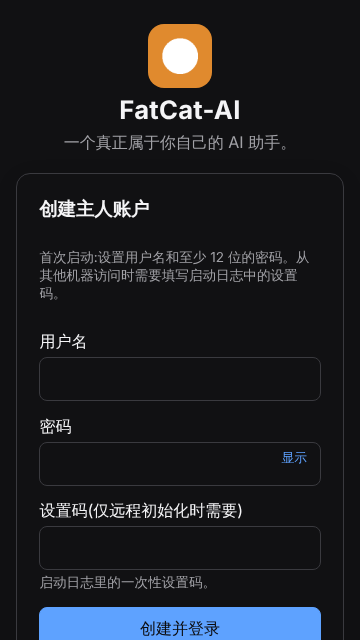 FatCat-AI
一个真正属于你自己的 AI 助手。
创建主人账户
首次启动:设置用户名和至少 12 位的密码。从
其他机器访问时需要填写启动日志中的设置
码。
用户名
密码
显示
设置码(仅远程初始化时需要)
启动日志里的一次性设置码。
创建并登录